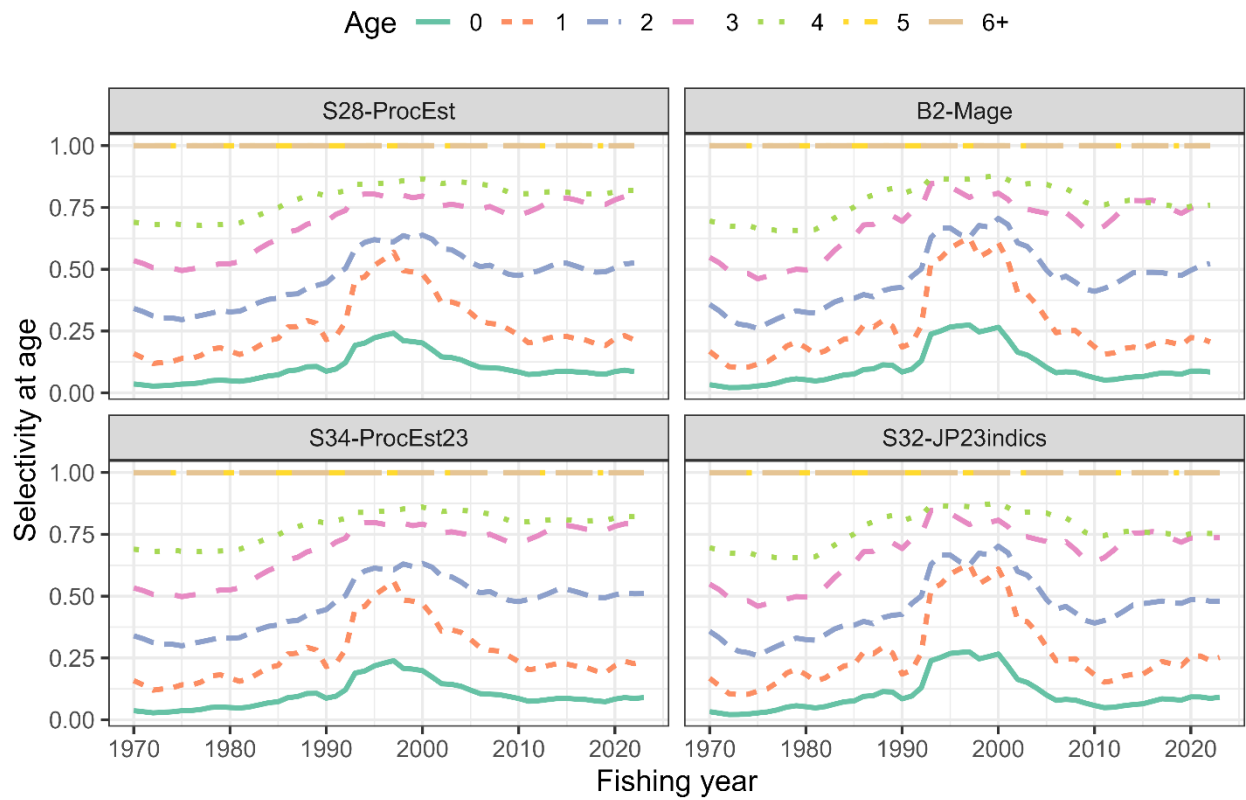 Age 0 1 2 3 4 5 6+
S28-ProcEst B2-Mage
1.00
0.75
0.50
0.25
0.00
S34-ProcEst23 S32-JP23indics
1.00
0.75
0.50
0.25
0.00
Selectivity at age
1970 1980 1990 2000 2010 2020 1970 1980 1990 2000 2010 2020
Fishing year